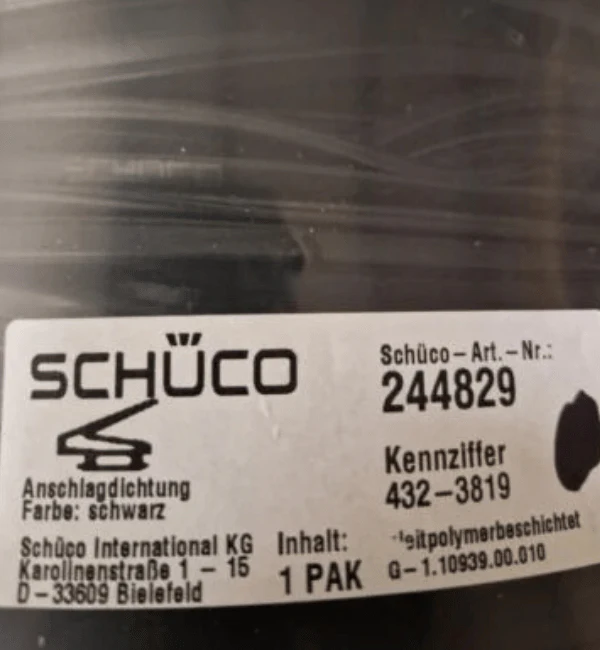 SCHÜCO
Schüco-Art.-Nr.:
244829
Anschlagdichtung
Farbe: schwarz
Kennziffer
432-3819
Schüco International KG
Karolinenstraße 1 - 15
D-33609 Bielefeld
Inhalt:
1 PAK
G-1.10939.00.010